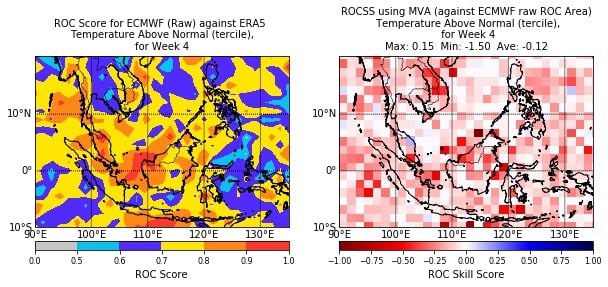 ROC Score for ECMWF (Raw) against ERA5
Temperature Above Normal (tercile),
for Week 4
10°N
0°
10°S
90°E 100°E 110°E 120°E 130°E
0.0 0.5 0.6 0.7 0.8 0.9 1.0
ROC Score
ROCSS using MVA (against ECMWF raw ROC Area)
Temperature Above Normal (tercile),
for Week 4
Max: 0.15 Min: -1.50 Ave: -0.12
10°N
0°
10°S
90°E 100°E 110°E 120°E 130°E
−1.00 −0.75 −0.50 −0.25 0.00 0.25 0.50 0.75 1.00
ROC Skill Score